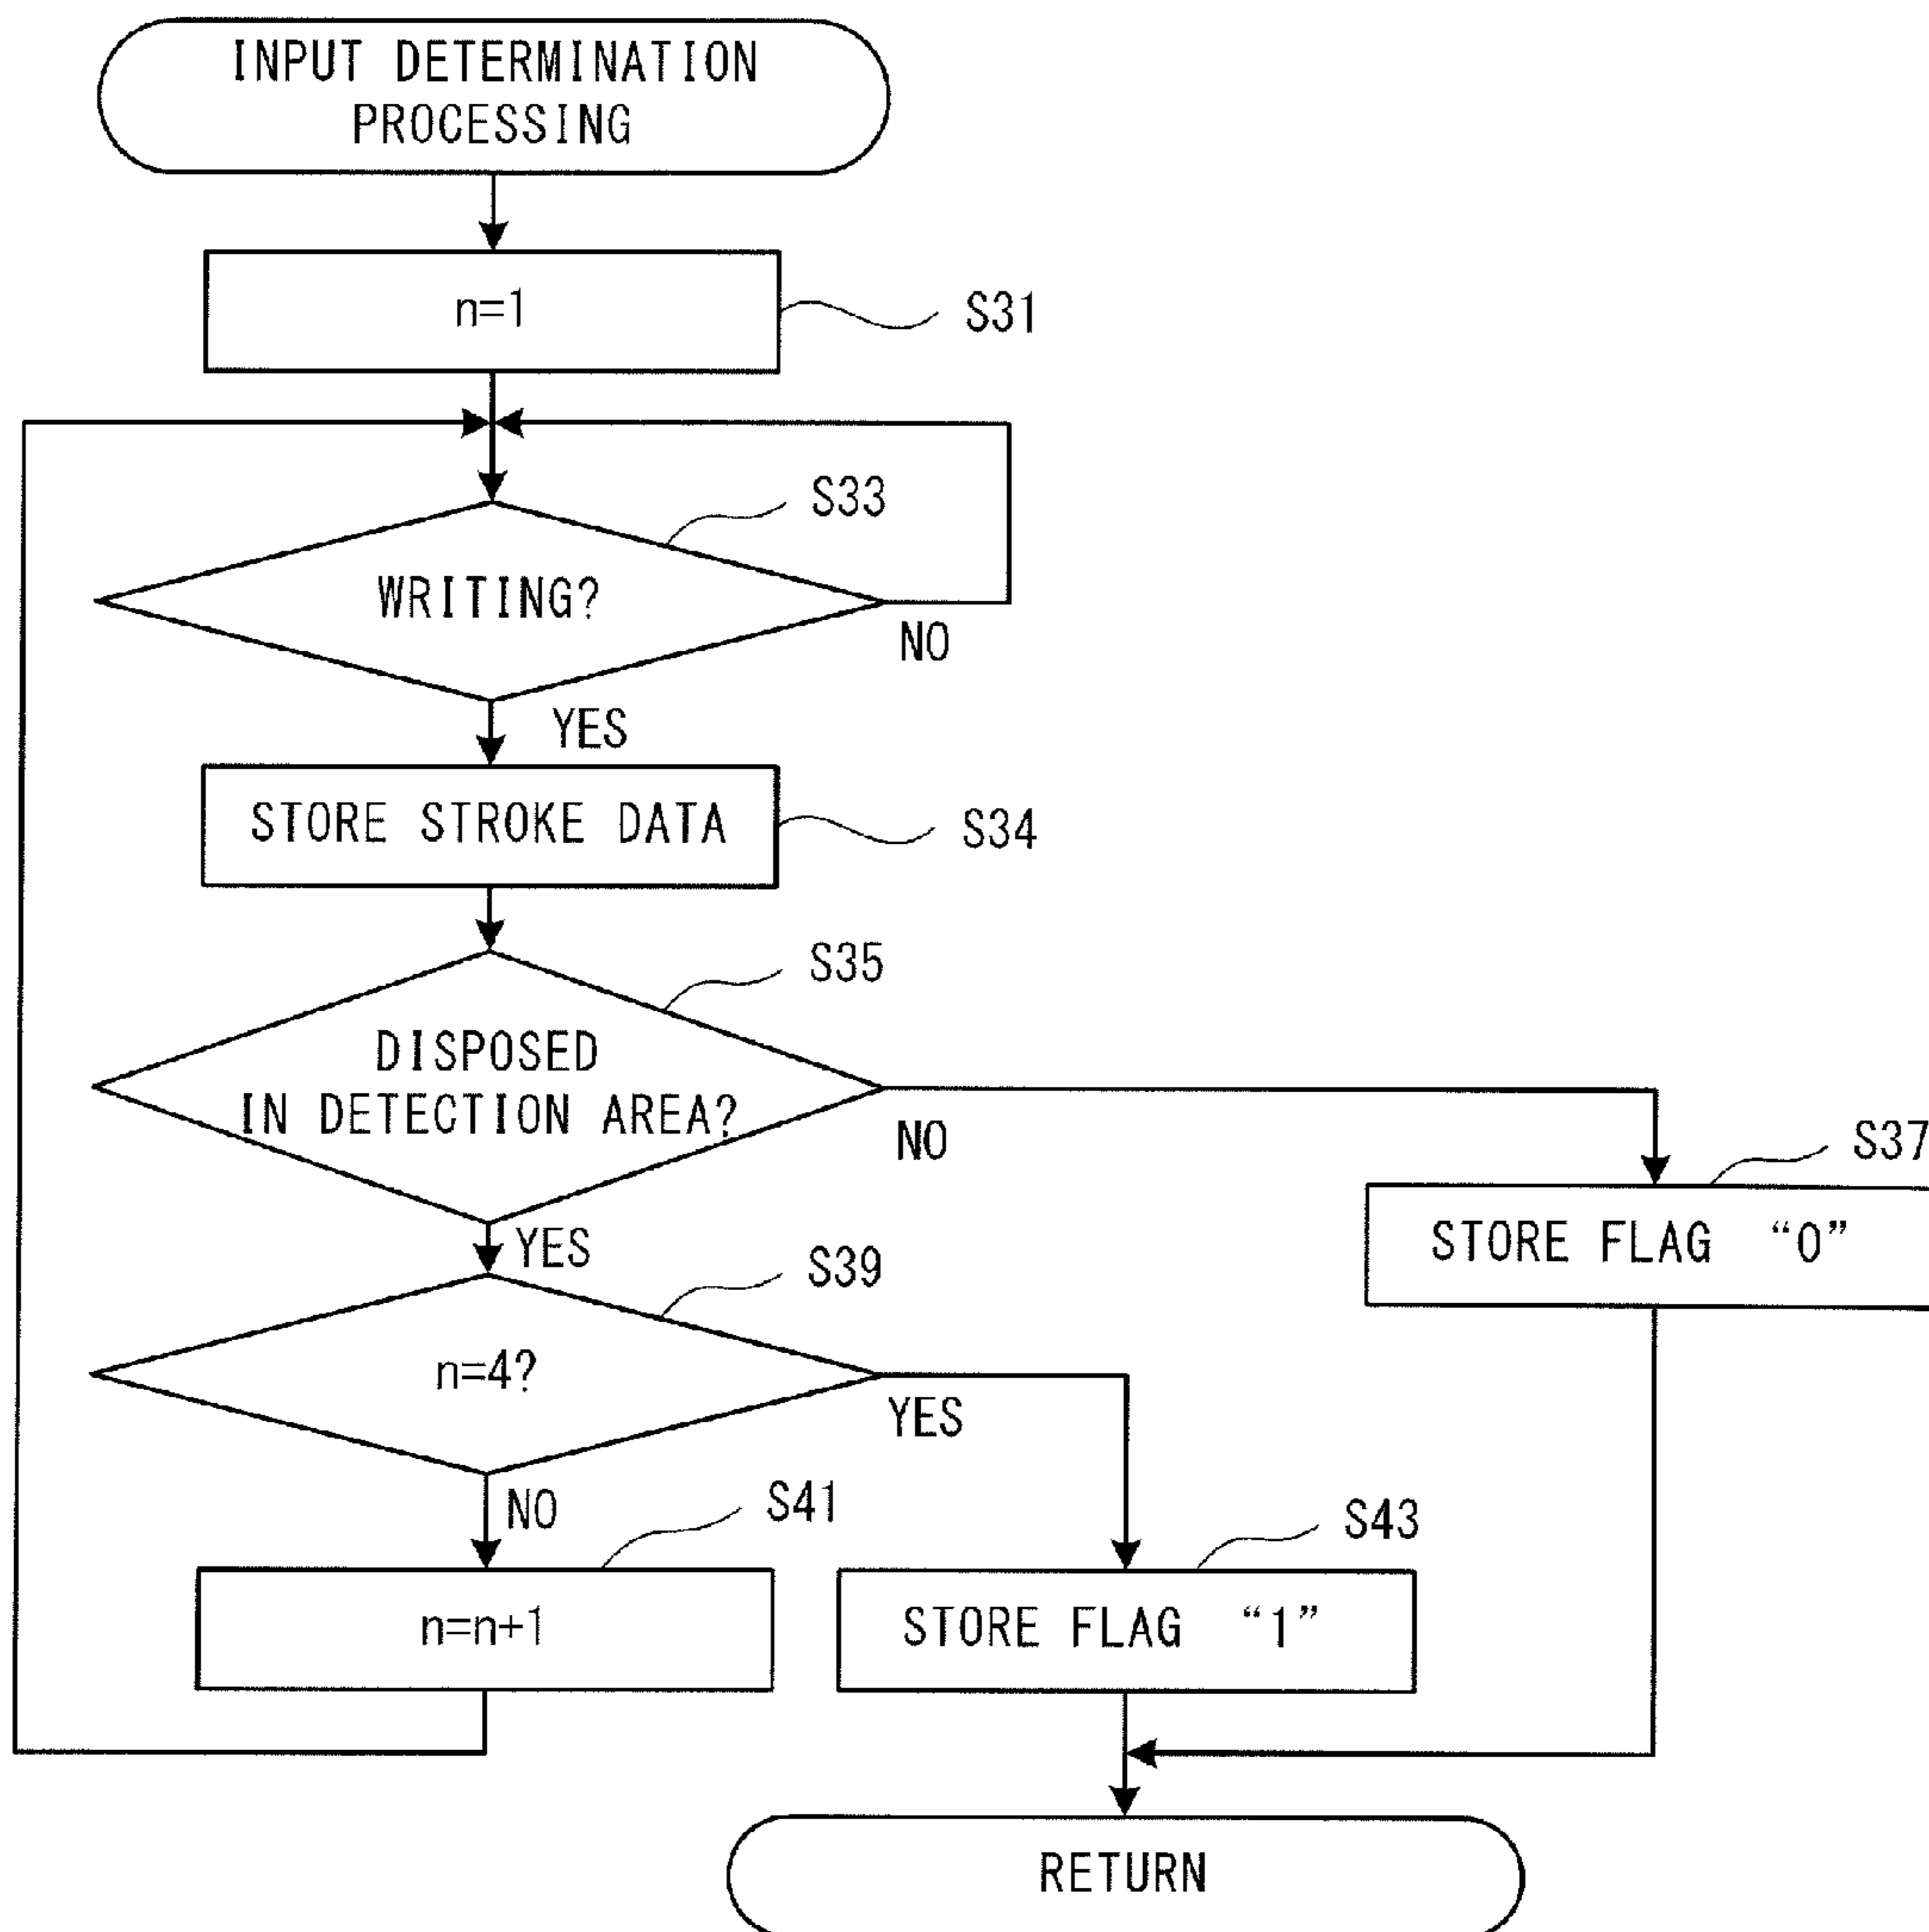 INPUT DETERMINATION
PROCESSING
n=1
S31
S33
WRITING?
NO
YES
STORE STROKE DATA
S34
S35
DISPOSED
IN DETECTION AREA?
NO
S37
STORE FLAG “0”
YES
S39
n=4?
YES
NO
S41
S43
n=n+1
STORE FLAG “1”
RETURN